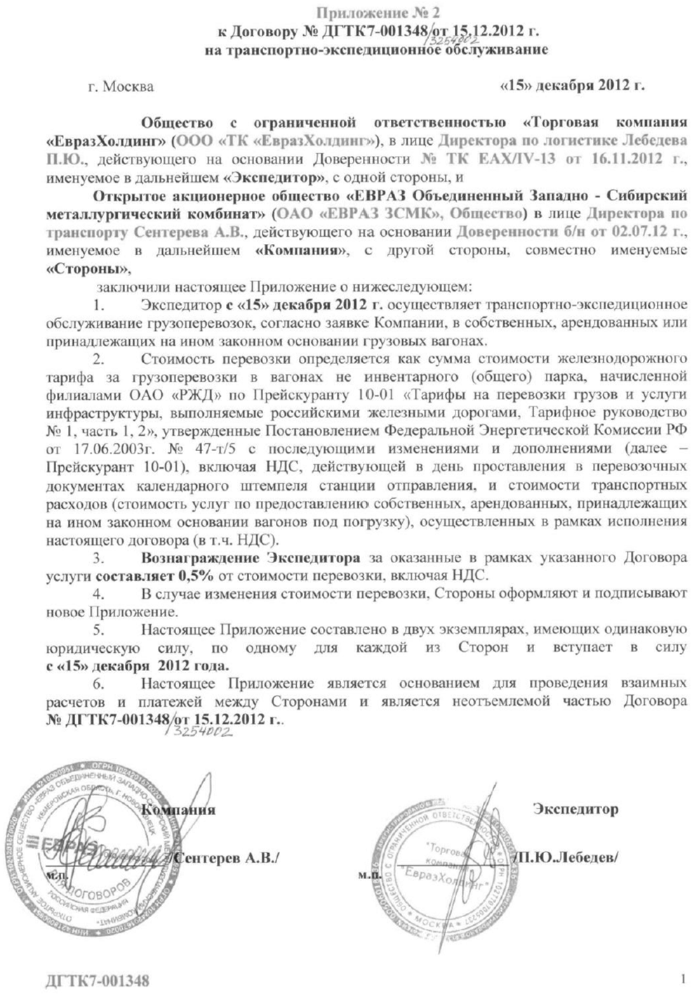 Приложение № 2
к Договору № ДГТК7-001348/от 15.12.2012 г.
/3254002
на транспортно-экспедиционное обслуживание
г. Москва
«15» декабря 2012 г.
Общество с ограниченной ответственностью «Торговая компания
«ЕвразХолдинг» (ООО «ТК «ЕвразХолдинг»), в лице Директора по логистике Лебедева
П.Ю., действующего на основании Доверенности № ТК ЕАХ/IV-13 от 16.11.2012 г.,
именуемое в дальнейшем «Экспедитор», с одной стороны, и
Открытое акционерное общество «ЕВРАЗ Объединенный Западно - Сибирский
металлургический комбинат» (ОАО «ЕВРАЗ ЗСМК», Общество) в лице Директора по
транспорту Сентерева А.В., действующего на основании Доверенности б/н от 02.07.12 г.,
именуемое в дальнейшем «Компания», с другой стороны, совместно именуемые
«Стороны»,
заключили настоящее Приложение о нижеследующем:
1. Экспедитор с «15» декабря 2012 г. осуществляет транспортно-экспедиционное
обслуживание грузоперевозок, согласно заявке Компании, в собственных, арендованных или
принадлежащих на ином законном основании грузовых вагонах.
2. Стоимость перевозки определяется как сумма стоимости железнодорожного
тарифа за грузоперевозки в вагонах не инвентарного (общего) парка, начисленной
филиалами ОАО «РЖД» по Прейскуранту 10-01 «Тарифы на перевозки грузов и услуги
инфраструктуры, выполняемые российскими железными дорогами, Тарифное руководство
№ 1, часть 1, 2», утвержденные Постановлением Федеральной Энергетической Комиссии РФ
от 17.06.2003г. № 47-т/5 с последующими изменениями и дополнениями (далее –
Прейскурант 10-01), включая НДС, действующей в день проставления в перевозочных
документах календарного штемпеля станции отправления, и стоимости транспортных
расходов (стоимость услуг по предоставлению собственных, арендованных, принадлежащих
на ином законном основании вагонов под погрузку), осуществленных в рамках исполнения
настоящего договора (в т.ч. НДС).
3. Вознаграждение Экспедитора за оказанные в рамках указанного Договора
услуги составляет 0,5% от стоимости перевозки, включая НДС.
4. В случае изменения стоимости перевозки, Стороны оформляют и подписывают
новое Приложение.
5. Настоящее Приложение составлено в двух экземплярах, имеющих одинаковую
юридическую силу, по одному для каждой из Сторон и вступает в силу
с «15» декабря 2012 года.
6. Настоящее Приложение является основанием для проведения взаимных
расчетов и платежей между Сторонами и является неотъемлемой частью Договора
№ ДГТК7-001348/от 15.12.2012 г..
/3254002
Компания
Экспедитор
/Сентерев А.В./
/П.Ю.Лебедев/
м.п.
м.п.
ЕВРАЗ
ДЛЯ ДОГОВОРОВ
РОССИЙСКАЯ ФЕДЕРАЦИЯ
"Торговая
компания
"ЕвразХолдинг"
МОСКВА
ДГТК7-001348
1